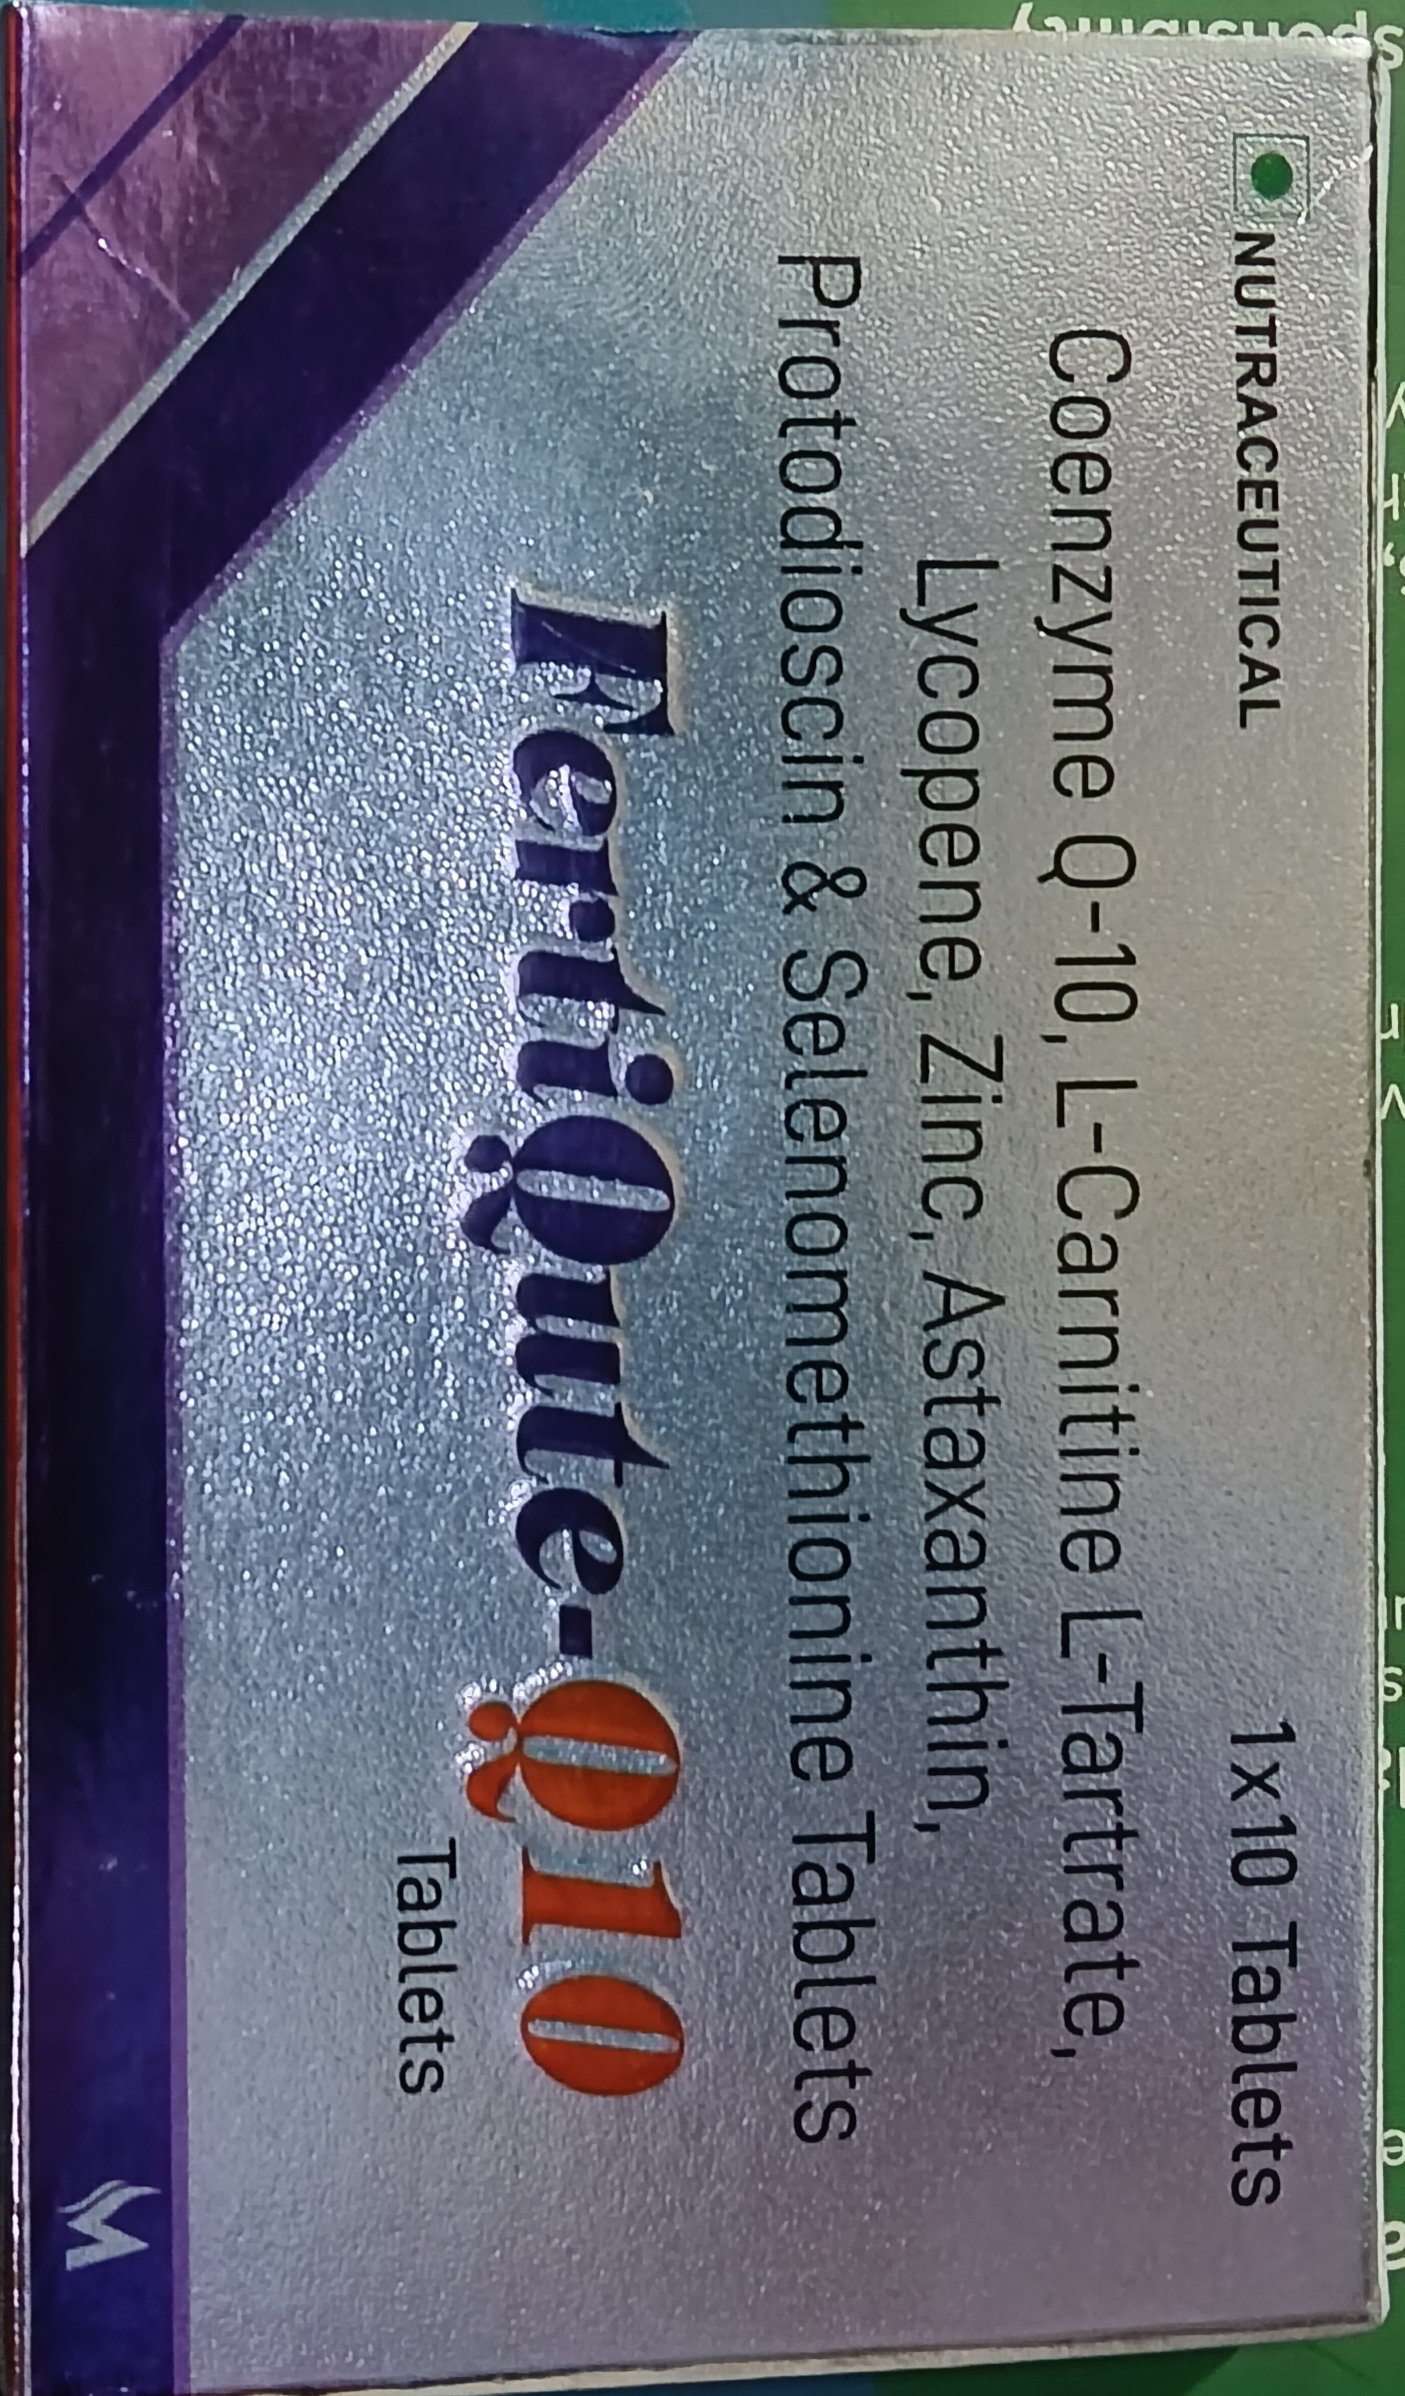 NUTRACEUTICAL
1x10 Tablets
Coenzyme Q-10, L-Carnitine L-Tartrate,
Lycopene, Zinc, Astaxanthin,
Protodioscin & Selenomethionine Tablets
FertiQute-Q10
Tablets